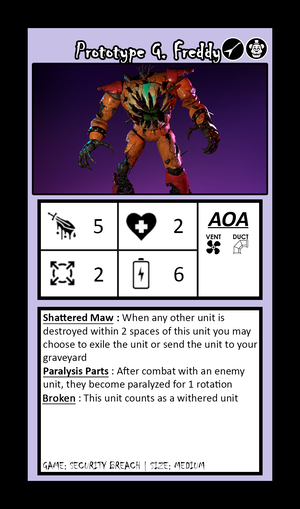 Prototype G. Freddy
5
2
AOA
VENT DUCT
2
6
Shattered Maw : When any other unit is
destroyed within 2 spaces of this unit you may
choose to exile the unit or send the unit to your
graveyard
Paralysis Parts : After combat with an enemy
unit, they become paralyzed for 1 rotation
Broken : This unit counts as a withered unit
GAME: SECURITY BREACH | SIZE: MEDIUM